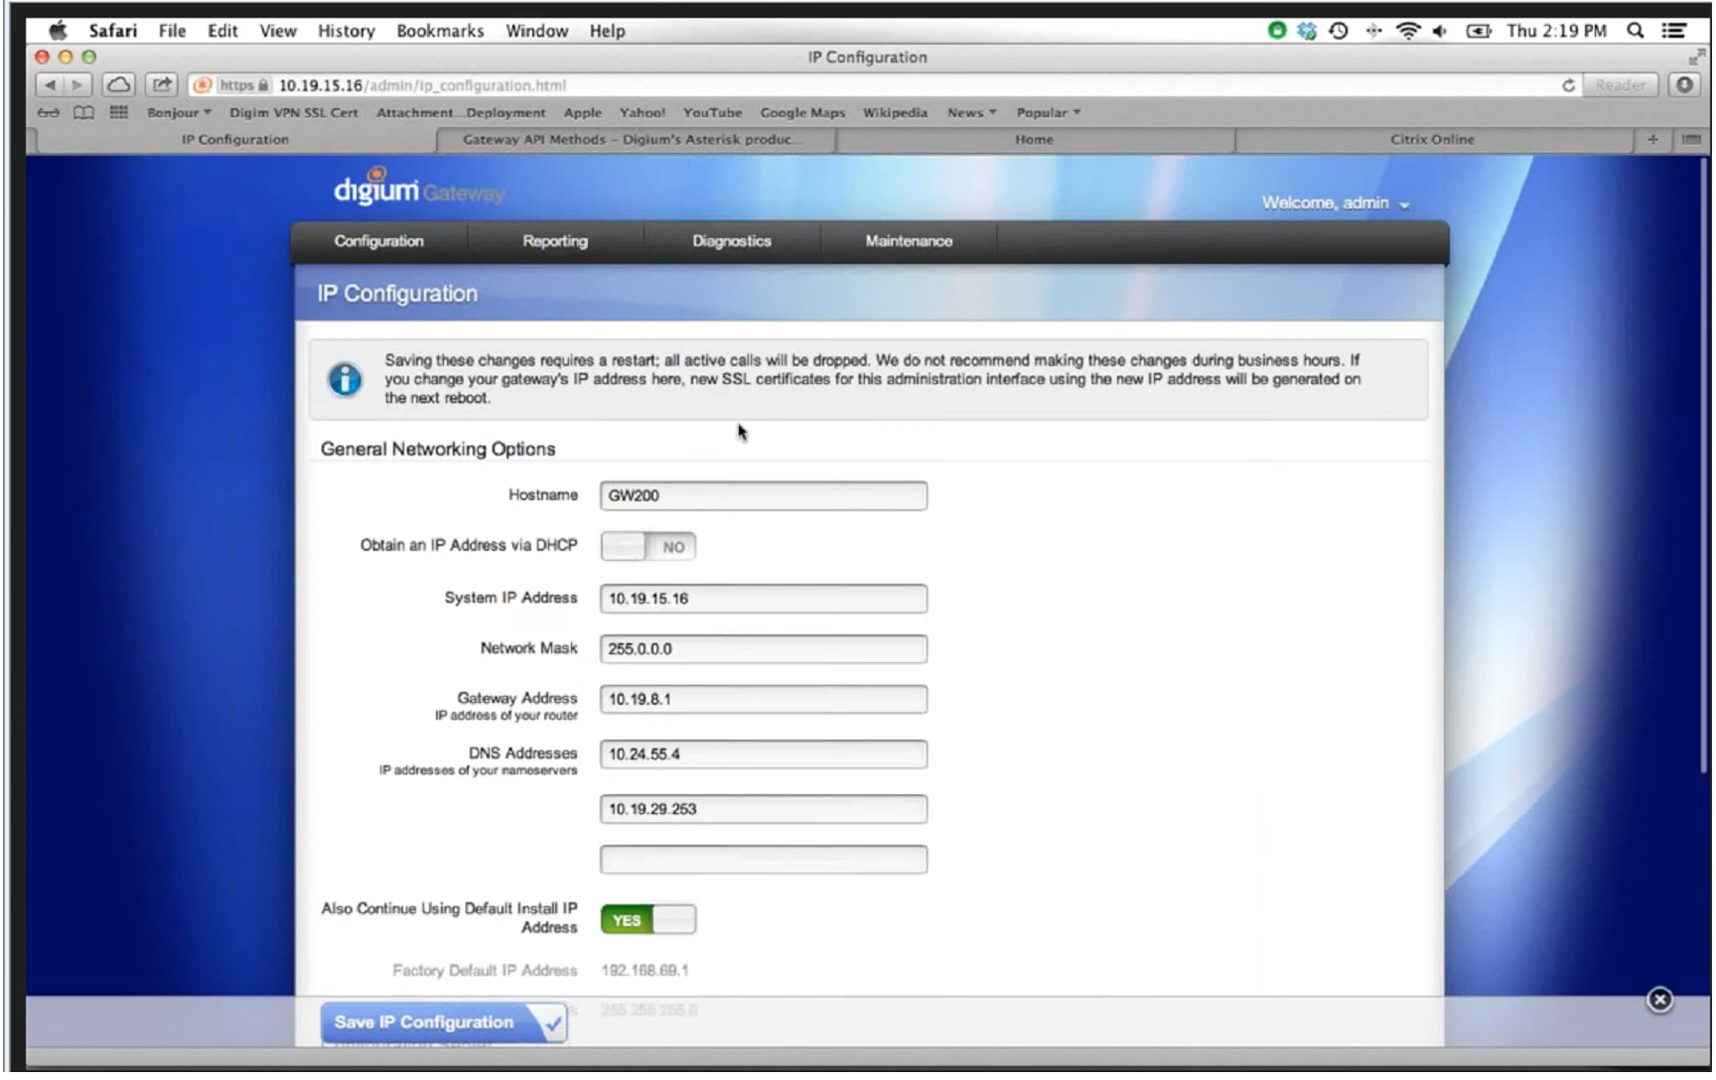 Safari File Edit View History Bookmarks Window Help Thu 2:19 PM
IP Configuration
https 10.19.15.16/admin/ip_configuration.html Reader
Bonjour Digim VPN SSL Cert Attachment...Deployment Apple Yahoo! YouTube Google Maps Wikipedia News Popular
IP Configuration Gateway API Methods – Digium's Asterisk produc... Home Citrix Online +
digium Gateway
Welcome, admin
Configuration Reporting Diagnostics Maintenance
IP Configuration
Saving these changes requires a restart; all active calls will be dropped. We do not recommend making these changes during business hours. If
you change your gateway's IP address here, new SSL certificates for this administration interface using the new IP address will be generated on
the next reboot.
General Networking Options
Hostname GW200
Obtain an IP Address via DHCP NO
System IP Address 10.19.15.16
Network Mask 255.0.0.0
Gateway Address 10.19.8.1
IP address of your router
DNS Addresses 10.24.55.4
IP addresses of your nameservers
10.19.29.253
Also Continue Using Default Install IP
Address YES
Factory Default IP Address 192.168.69.1
255.255.255.0
Save IP Configuration